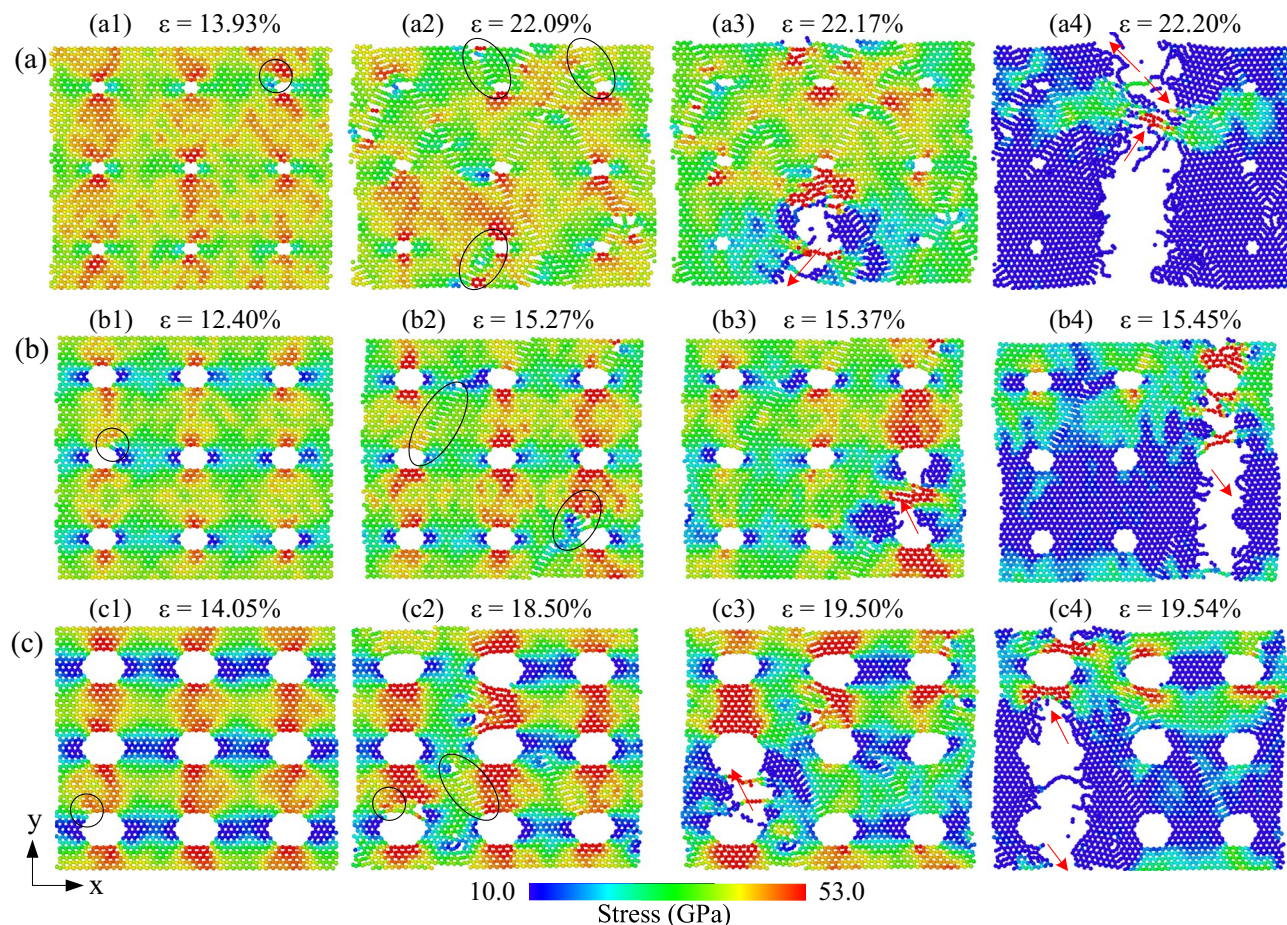 (a1) ε = 13.93% (a2) ε = 22.09% (a3) ε = 22.17% (a4) ε = 22.20%
(a)
(b1) ε = 12.40% (b2) ε = 15.27% (b3) ε = 15.37% (b4) ε = 15.45%
(b)
(c1) ε = 14.05% (c2) ε = 18.50% (c3) ε = 19.50% (c4) ε = 19.54%
(c)
y
x
10.0 53.0
Stress (GPa)